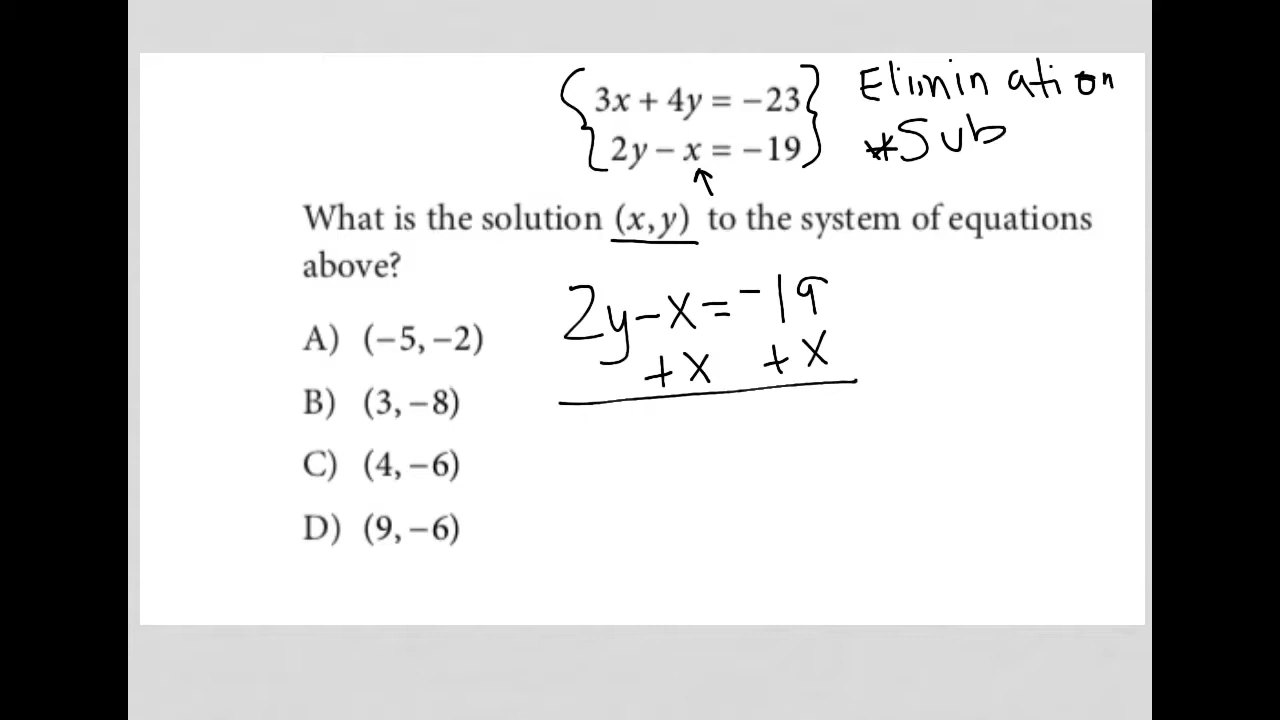 3x + 4y = −23 Elimination
2y − x = −19 *Sub
What is the solution (x, y) to the system of equations
above?
2y-x=-19
+x +x
A) (−5, −2)
B) (3, −8)
C) (4, −6)
D) (9, −6)